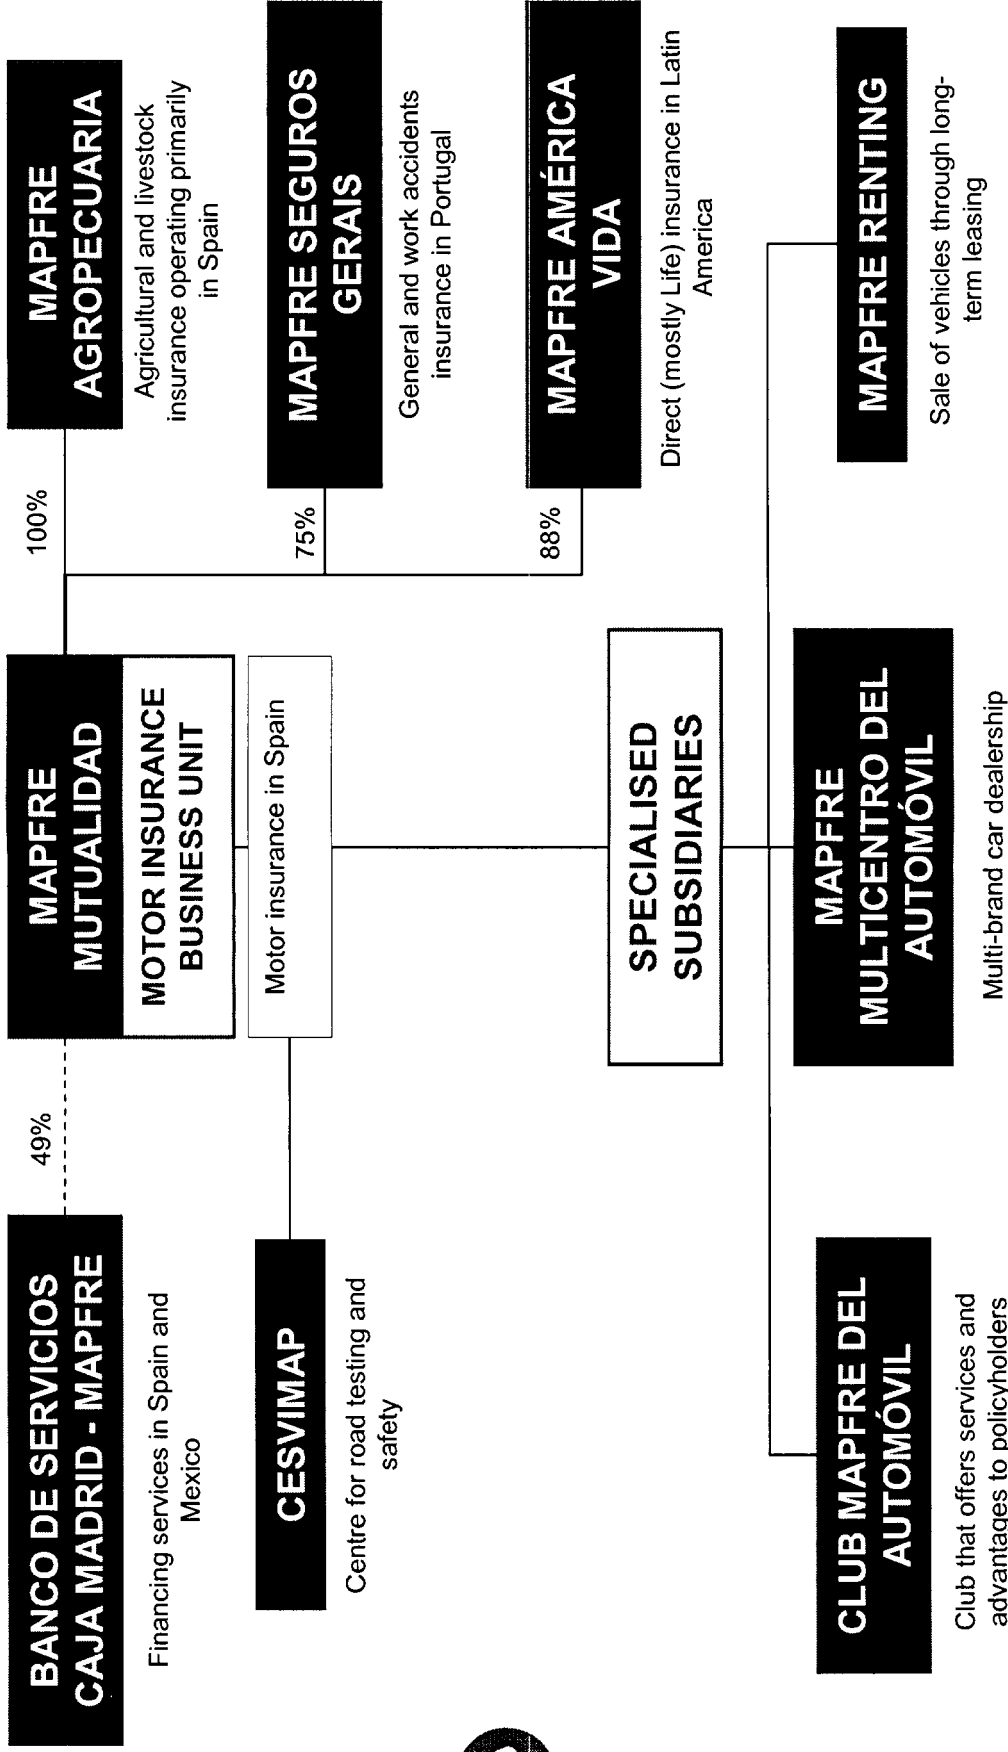 BANCO DE SERVICIOS
CAJA MADRID - MAPFRE
Financing services in Spain and
Mexico
49%
MAPFRE
MUTUALIDAD
MOTOR INSURANCE
BUSINESS UNIT
Motor insurance in Spain
100%
MAPFRE
AGROPECUARIA
Agricultural and livestock
insurance operating primarily
in Spain
CESVIMAP
Centre for road testing and
safety
75%
MAPFRE SEGUROS
GERAIS
General and work accidents
insurance in Portugal
88%
MAPFRE AMÉRICA
VIDA
Direct (mostly Life) insurance in Latin
America
SPECIALISED
SUBSIDIARIES
CLUB MAPFRE DEL
AUTOMÓVIL
Club that offers services and
advantages to policyholders
MAPFRE
MULTICENTRO DEL
AUTOMÓVIL
Multi-brand car dealership
MAPFRE RENTING
Sale of vehicles through long-
term leasing